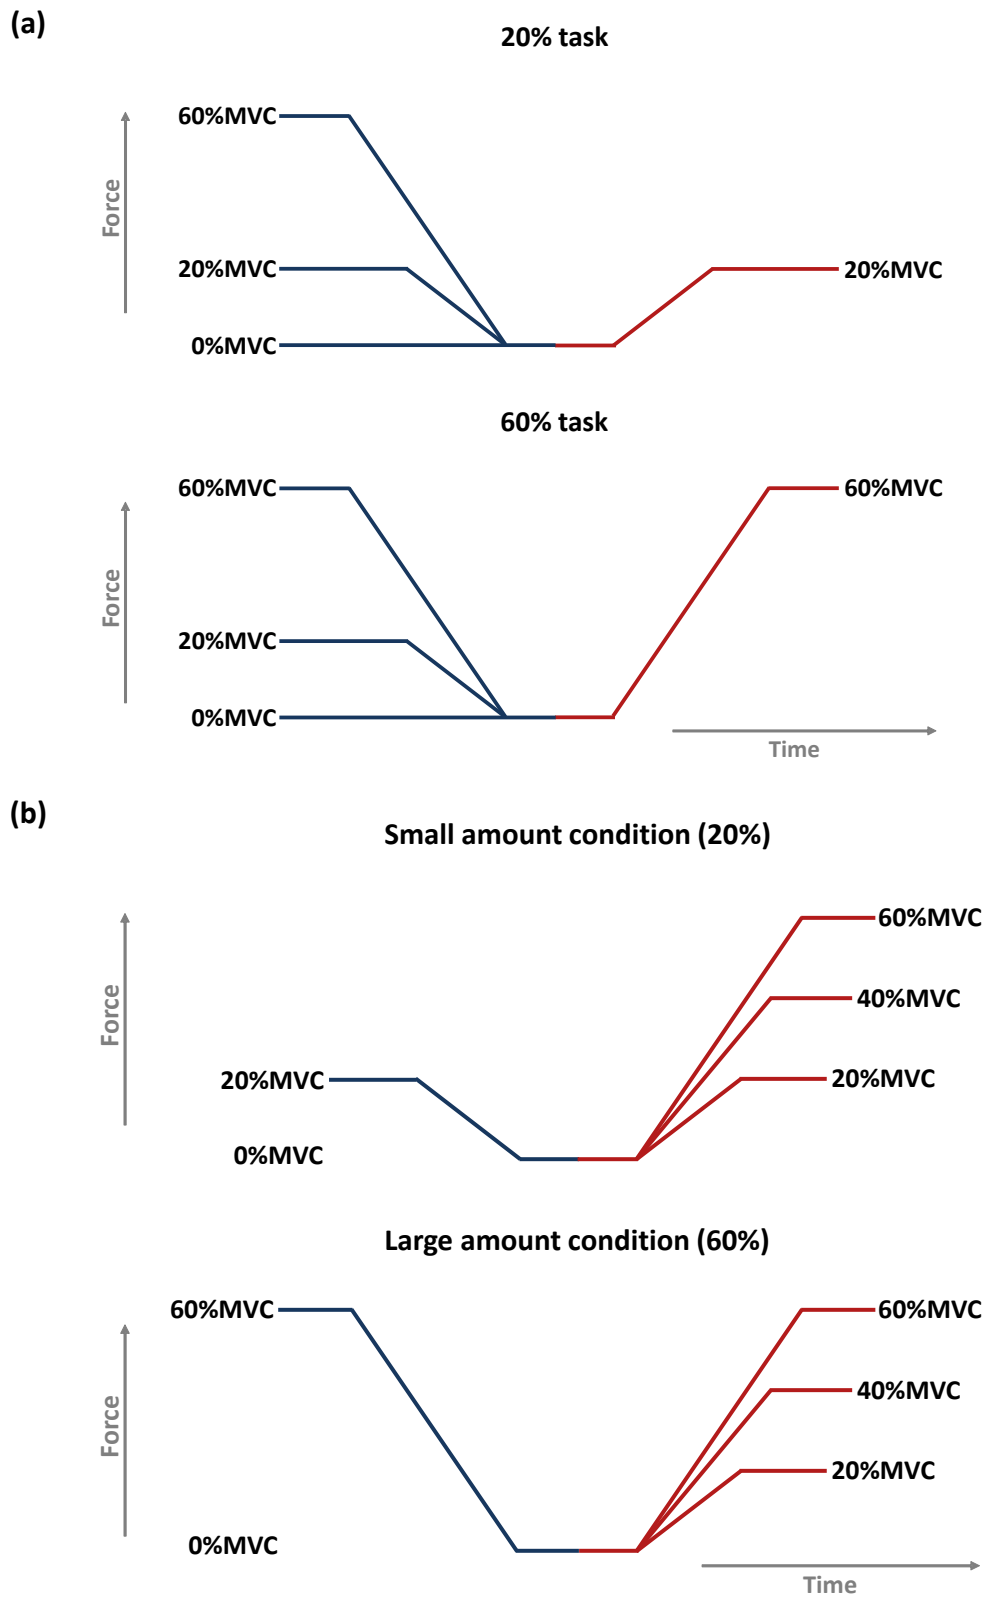 (a)
20% task
60%MVC
Force
20%MVC
20%MVC
0%MVC
60% task
60%MVC
60%MVC
Force
20%MVC
0%MVC
Time
(b)
Small amount condition (20%)
60%MVC
Force
40%MVC
20%MVC
20%MVC
0%MVC
Large amount condition (60%)
60%MVC
60%MVC
Force
40%MVC
20%MVC
0%MVC
Time